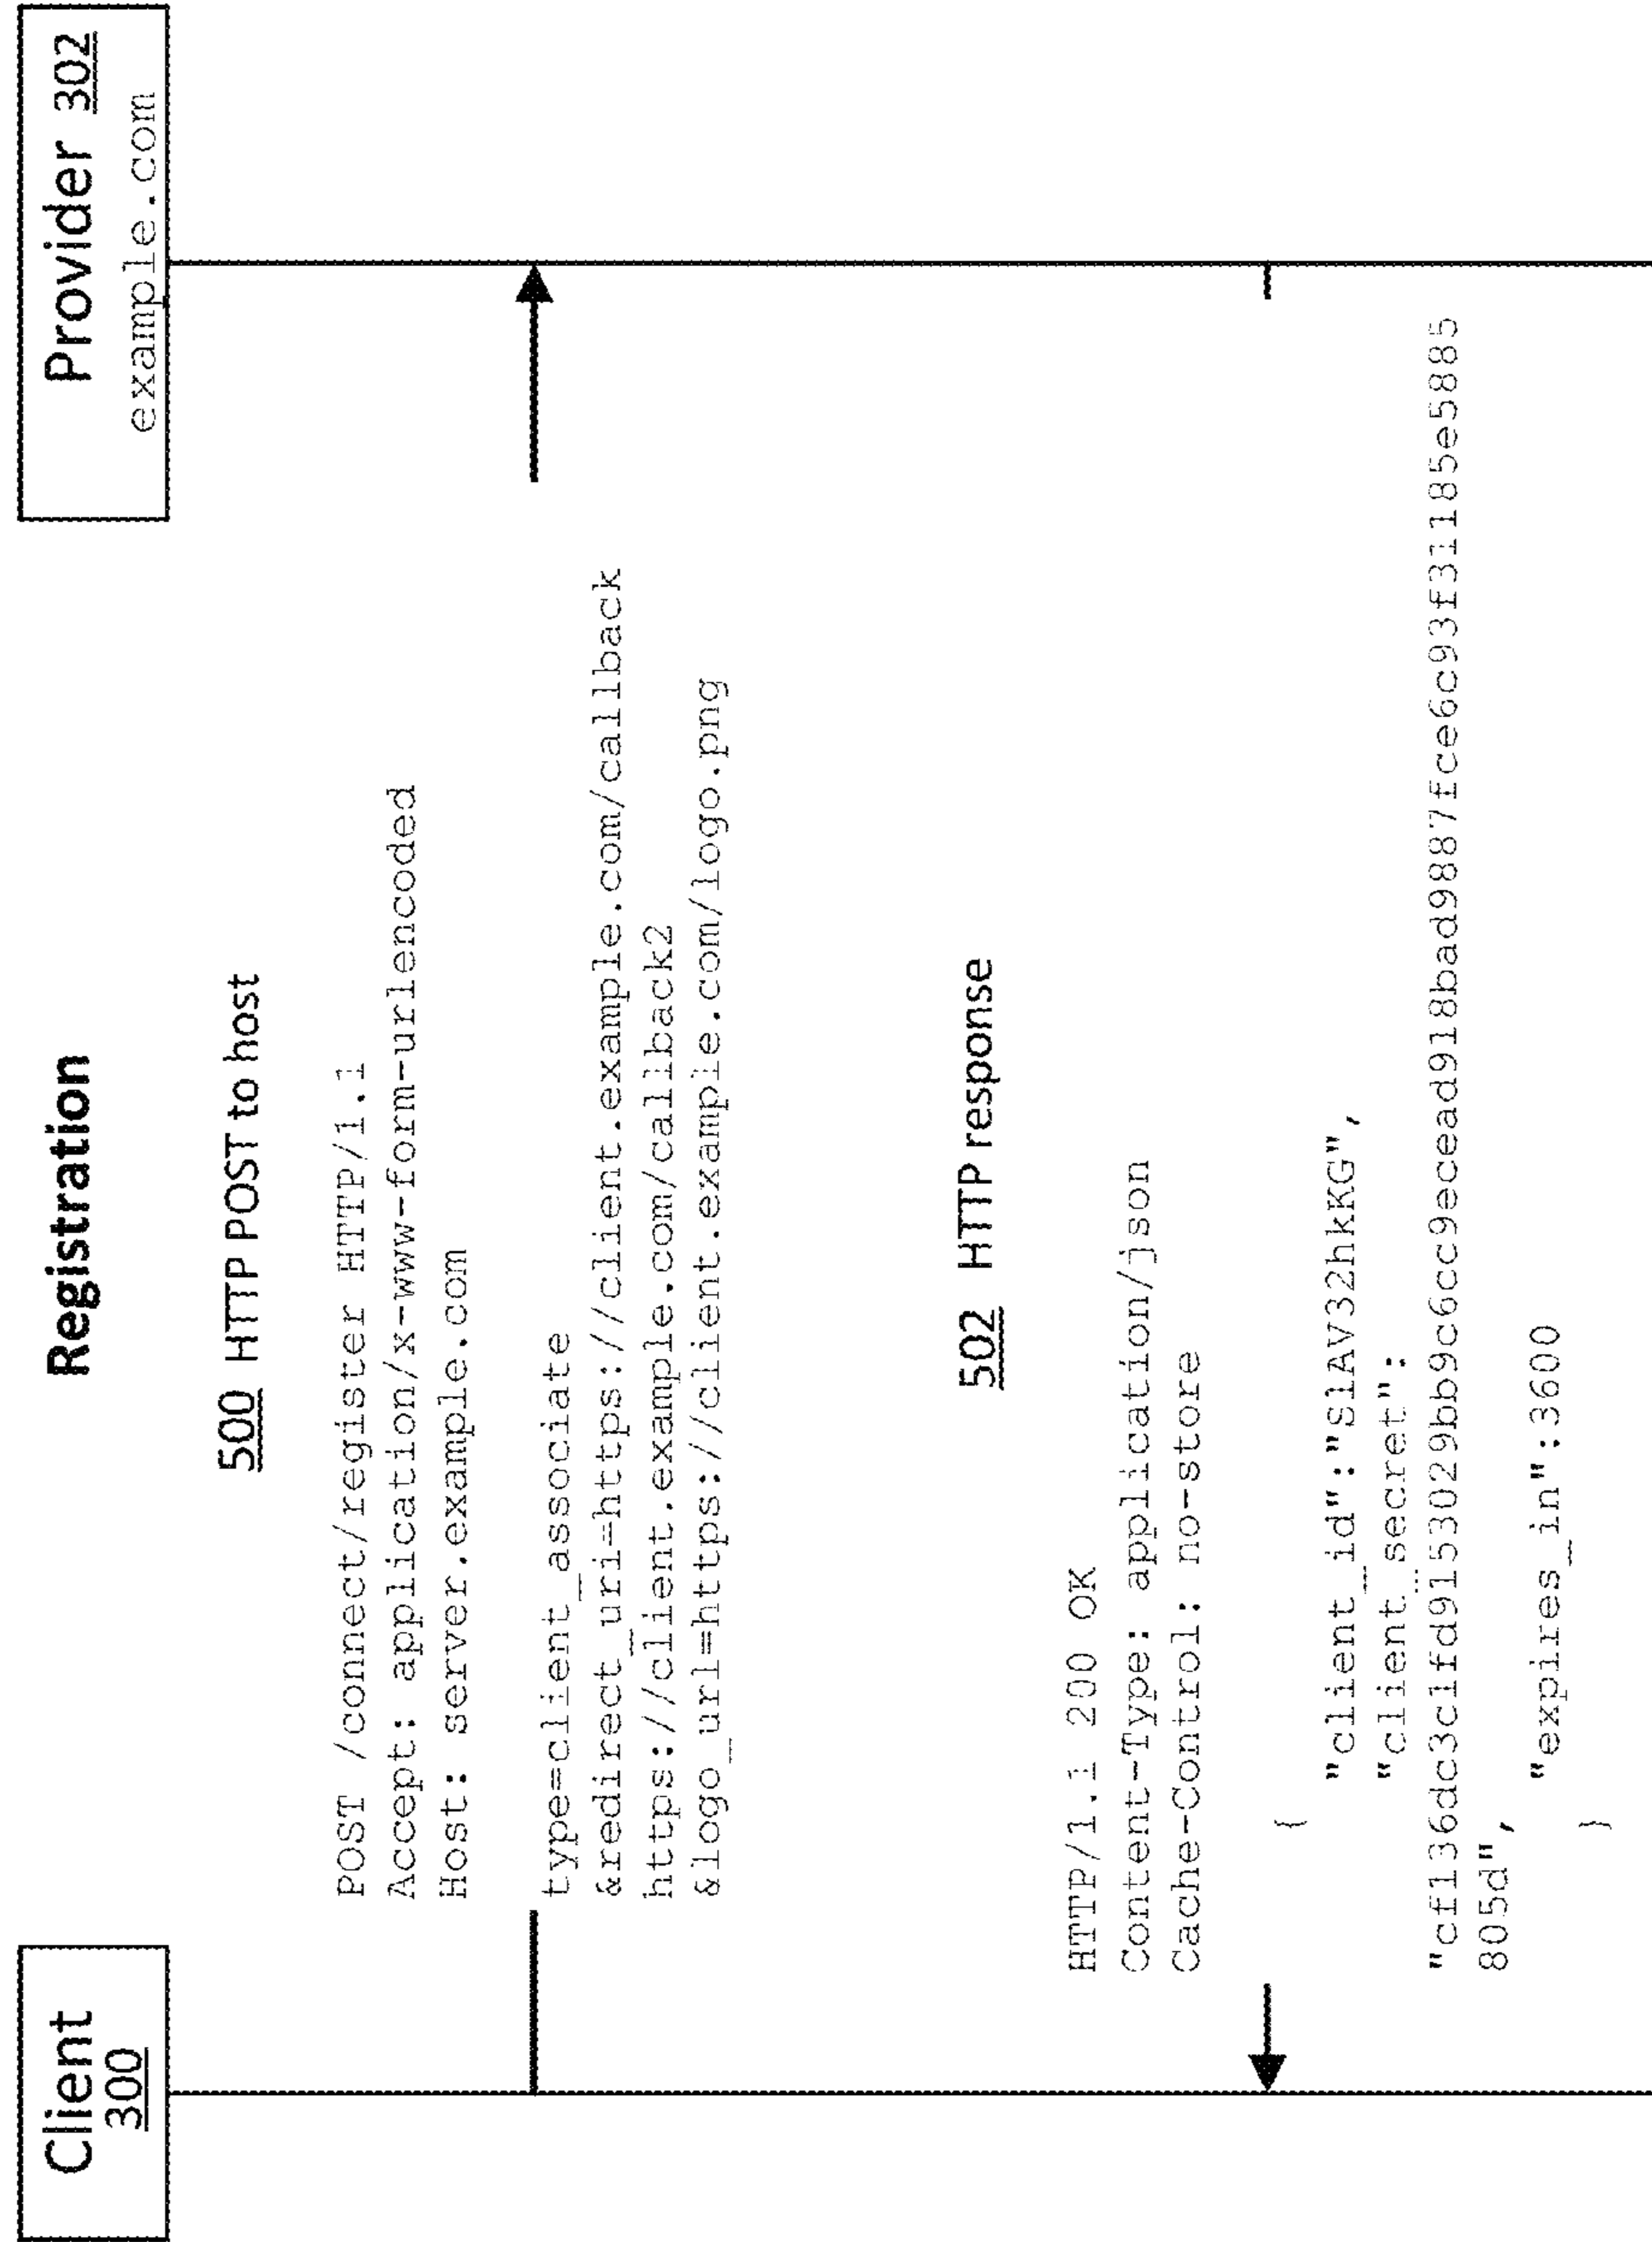 Registration
Client
300
Provider 302
example.com
500 HTTP POST to host
POST /connect/register HTTP/1.1
Accept: application/x-www-form-urlencoded
Host: server.example.com
type=client_associate
&redirect_uri=https://client.example.com/callback
https://client.example.com/callback2
&logo_url=https://client.example.com/logo.png
502 HTTP response
HTTP/1.1 200 OK
Content-Type: application/json
Cache-Control: no-store
{
"client_id":"SlAV32hkKG",
"client_secret":
"cf136dc3c1fd9153029bb9c6cc9ecead918bad9887fce6c93f31185e5885
805d",
"expires_in":3600
}